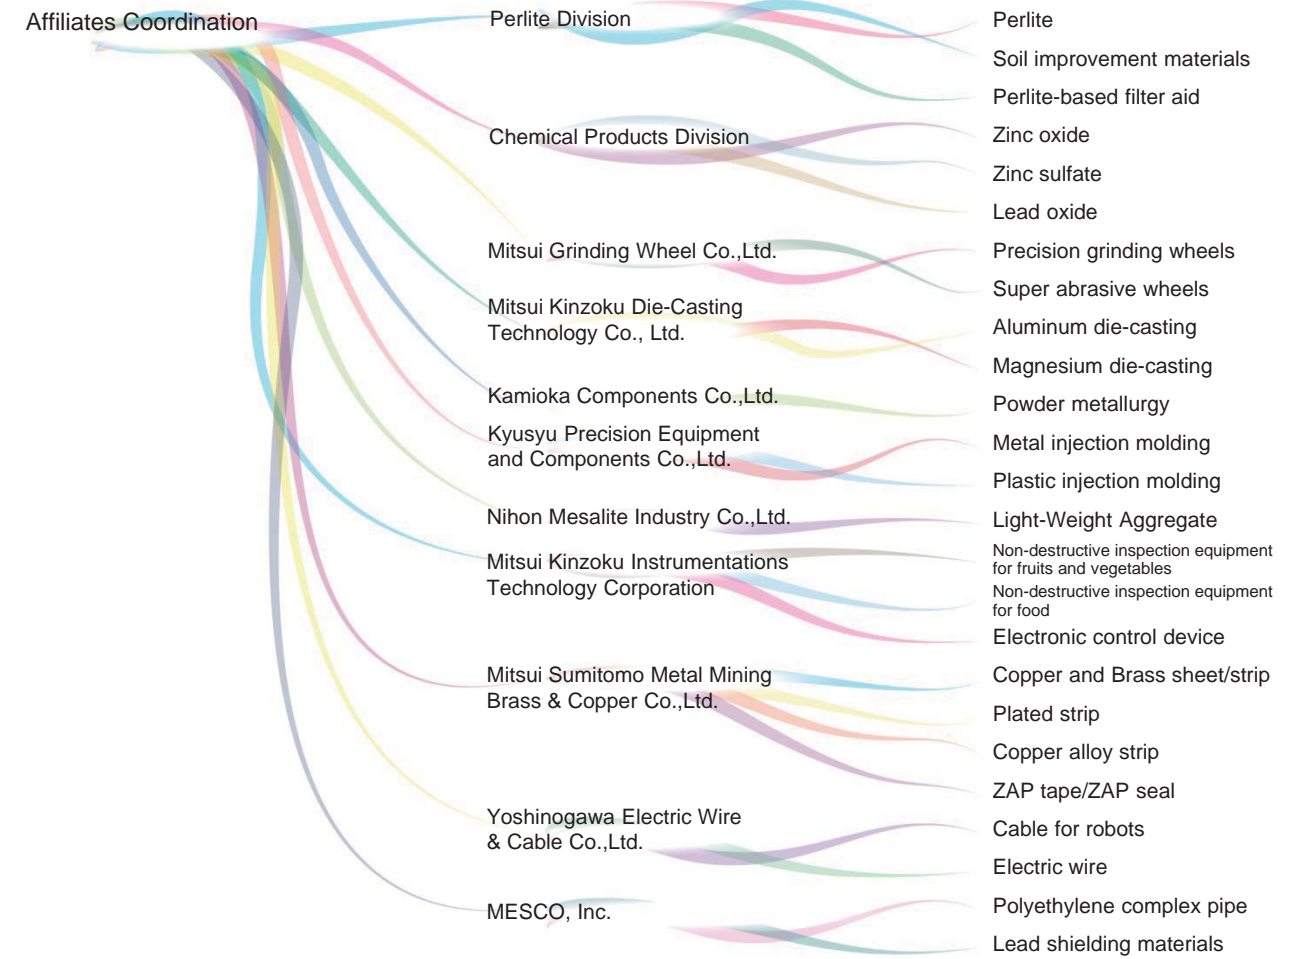 Affiliates Coordination
Perlite Division
Perlite
Soil improvement materials
Perlite-based filter aid
Chemical Products Division
Zinc oxide
Zinc sulfate
Lead oxide
Mitsui Grinding Wheel Co.,Ltd.
Precision grinding wheels
Super abrasive wheels
Mitsui Kinzoku Die-Casting
Technology Co., Ltd.
Aluminum die-casting
Magnesium die-casting
Kamioka Components Co.,Ltd.
Powder metallurgy
Kyusyu Precision Equipment
and Components Co.,Ltd.
Metal injection molding
Plastic injection molding
Nihon Mesalite Industry Co.,Ltd.
Light-Weight Aggregate
Mitsui Kinzoku Instrumentations
Technology Corporation
Non-destructive inspection equipment
for fruits and vegetables
Non-destructive inspection equipment
for food
Electronic control device
Mitsui Sumitomo Metal Mining
Brass & Copper Co.,Ltd.
Copper and Brass sheet/strip
Plated strip
Copper alloy strip
ZAP tape/ZAP seal
Yoshinogawa Electric Wire
& Cable Co.,Ltd.
Cable for robots
Electric wire
MESCO, Inc.
Polyethylene complex pipe
Lead shielding materials